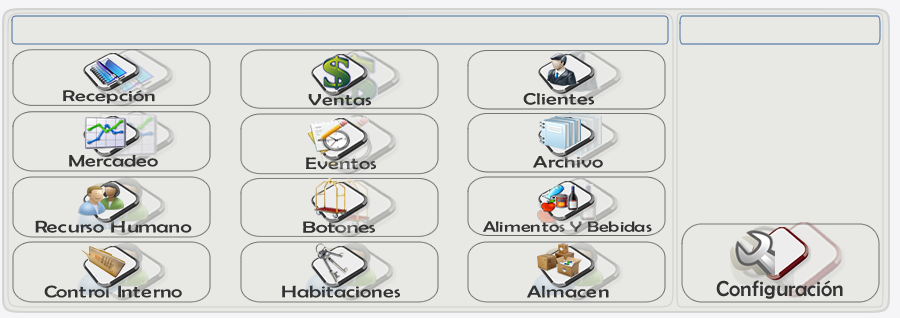 Recepción
Ventas
Clientes
Mercadeo
Eventos
Archivo
Recurso Humano
Botones
Alimentos Y Bebidas
Control Interno
Habitaciones
Almacen
Configuración